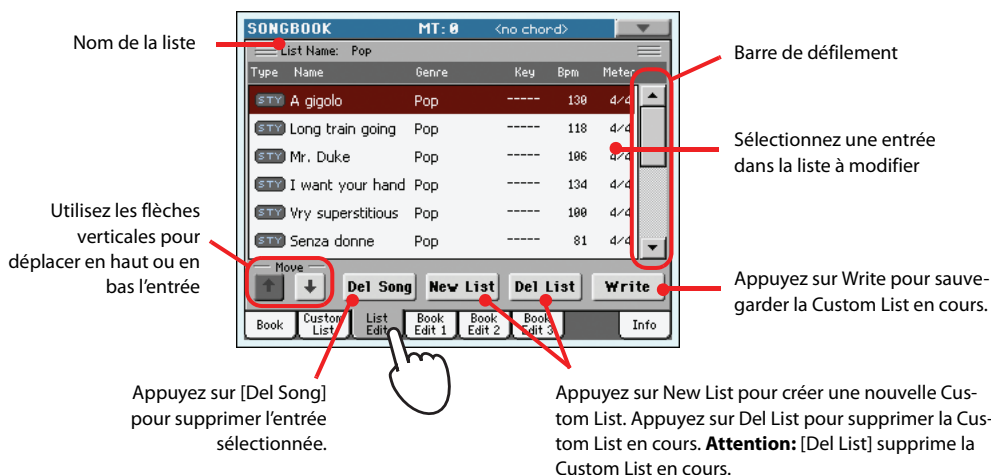 SONGBOOK MT: 0 <no chord>
List Name: Pop
Type Name Genre Key Bpm Meter
STY A gigolo Pop ----- 130 4/4
STY Long train going Pop ----- 118 4/4
STY Mr. Duke Pop ----- 106 4/4
STY I want your hand Pop ----- 134 4/4
STY Vry superstitious Pop ----- 100 4/4
STY Senza donne Pop ----- 81 4/4
Move
Del Song New List Del List Write
Book Custom List List Edit Book Edit 1 Book Edit 2 Book Edit 3 Info
Nom de la liste
Utilisez les flèches
verticales pour
déplacer en haut ou en
bas l'entrée
Appuyez sur [Del Song]
pour supprimer l'entrée
sélectionnée.
Barre de défilement
Sélectionnez une entrée
dans la liste à modifier
Appuyez sur Write pour sauve-
garder la Custom List en cours.
Appuyez sur New List pour créer une nouvelle Cus-
tom List. Appuyez sur Del List pour supprimer la Cus-
tom List en cours. Attention: [Del List] supprime la
Custom List en cours.